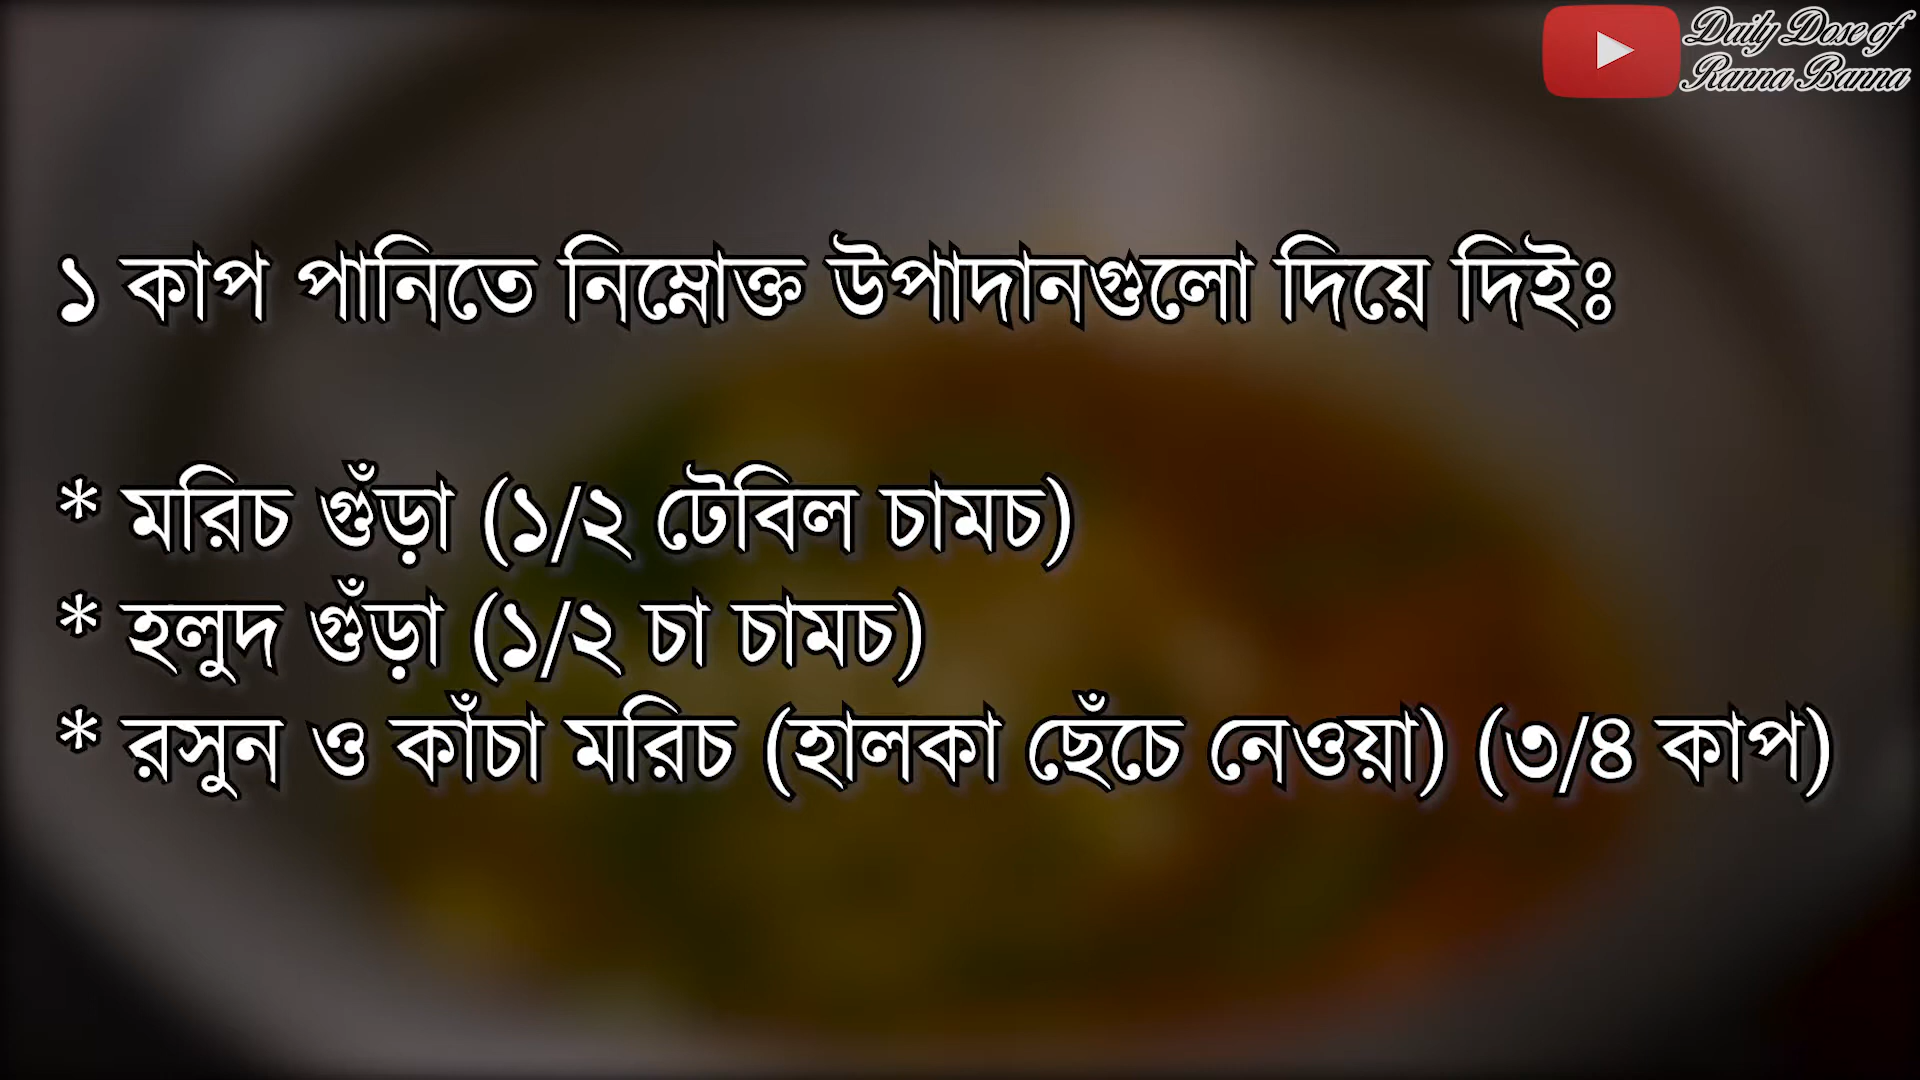 Daily Dose of
Ranna Banna
১ কাপ পানিতে নিম্নোক্ত উপাদানগুলো দিয়ে দিইঃ
* মরিচ গুঁড়া (১/২ টেবিল চামচ)
* হলুদ গুঁড়া (১/২ চা চামচ)
* রসুন ও কাঁচা মরিচ (হালকা ছেঁচে নেওয়া) (৩/৪ কাপ)